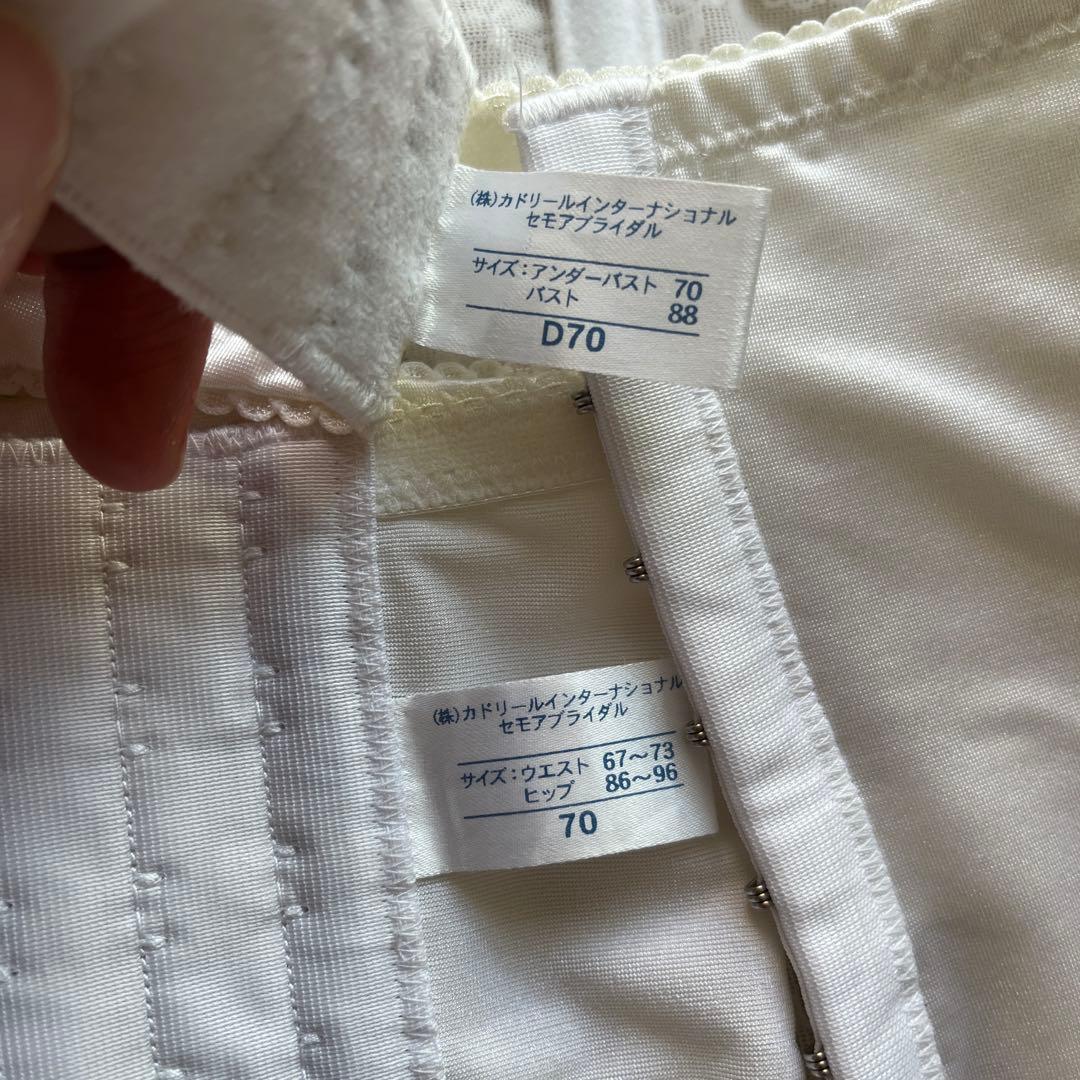 (株)カドリールインターナショナル
セモアブライダル
サイズ:アンダーバスト 70
バスト 88
D70
(株)カドリールインターナショナル
セモアブライダル
サイズ:ウエスト 67〜73
ヒップ 86〜96
70